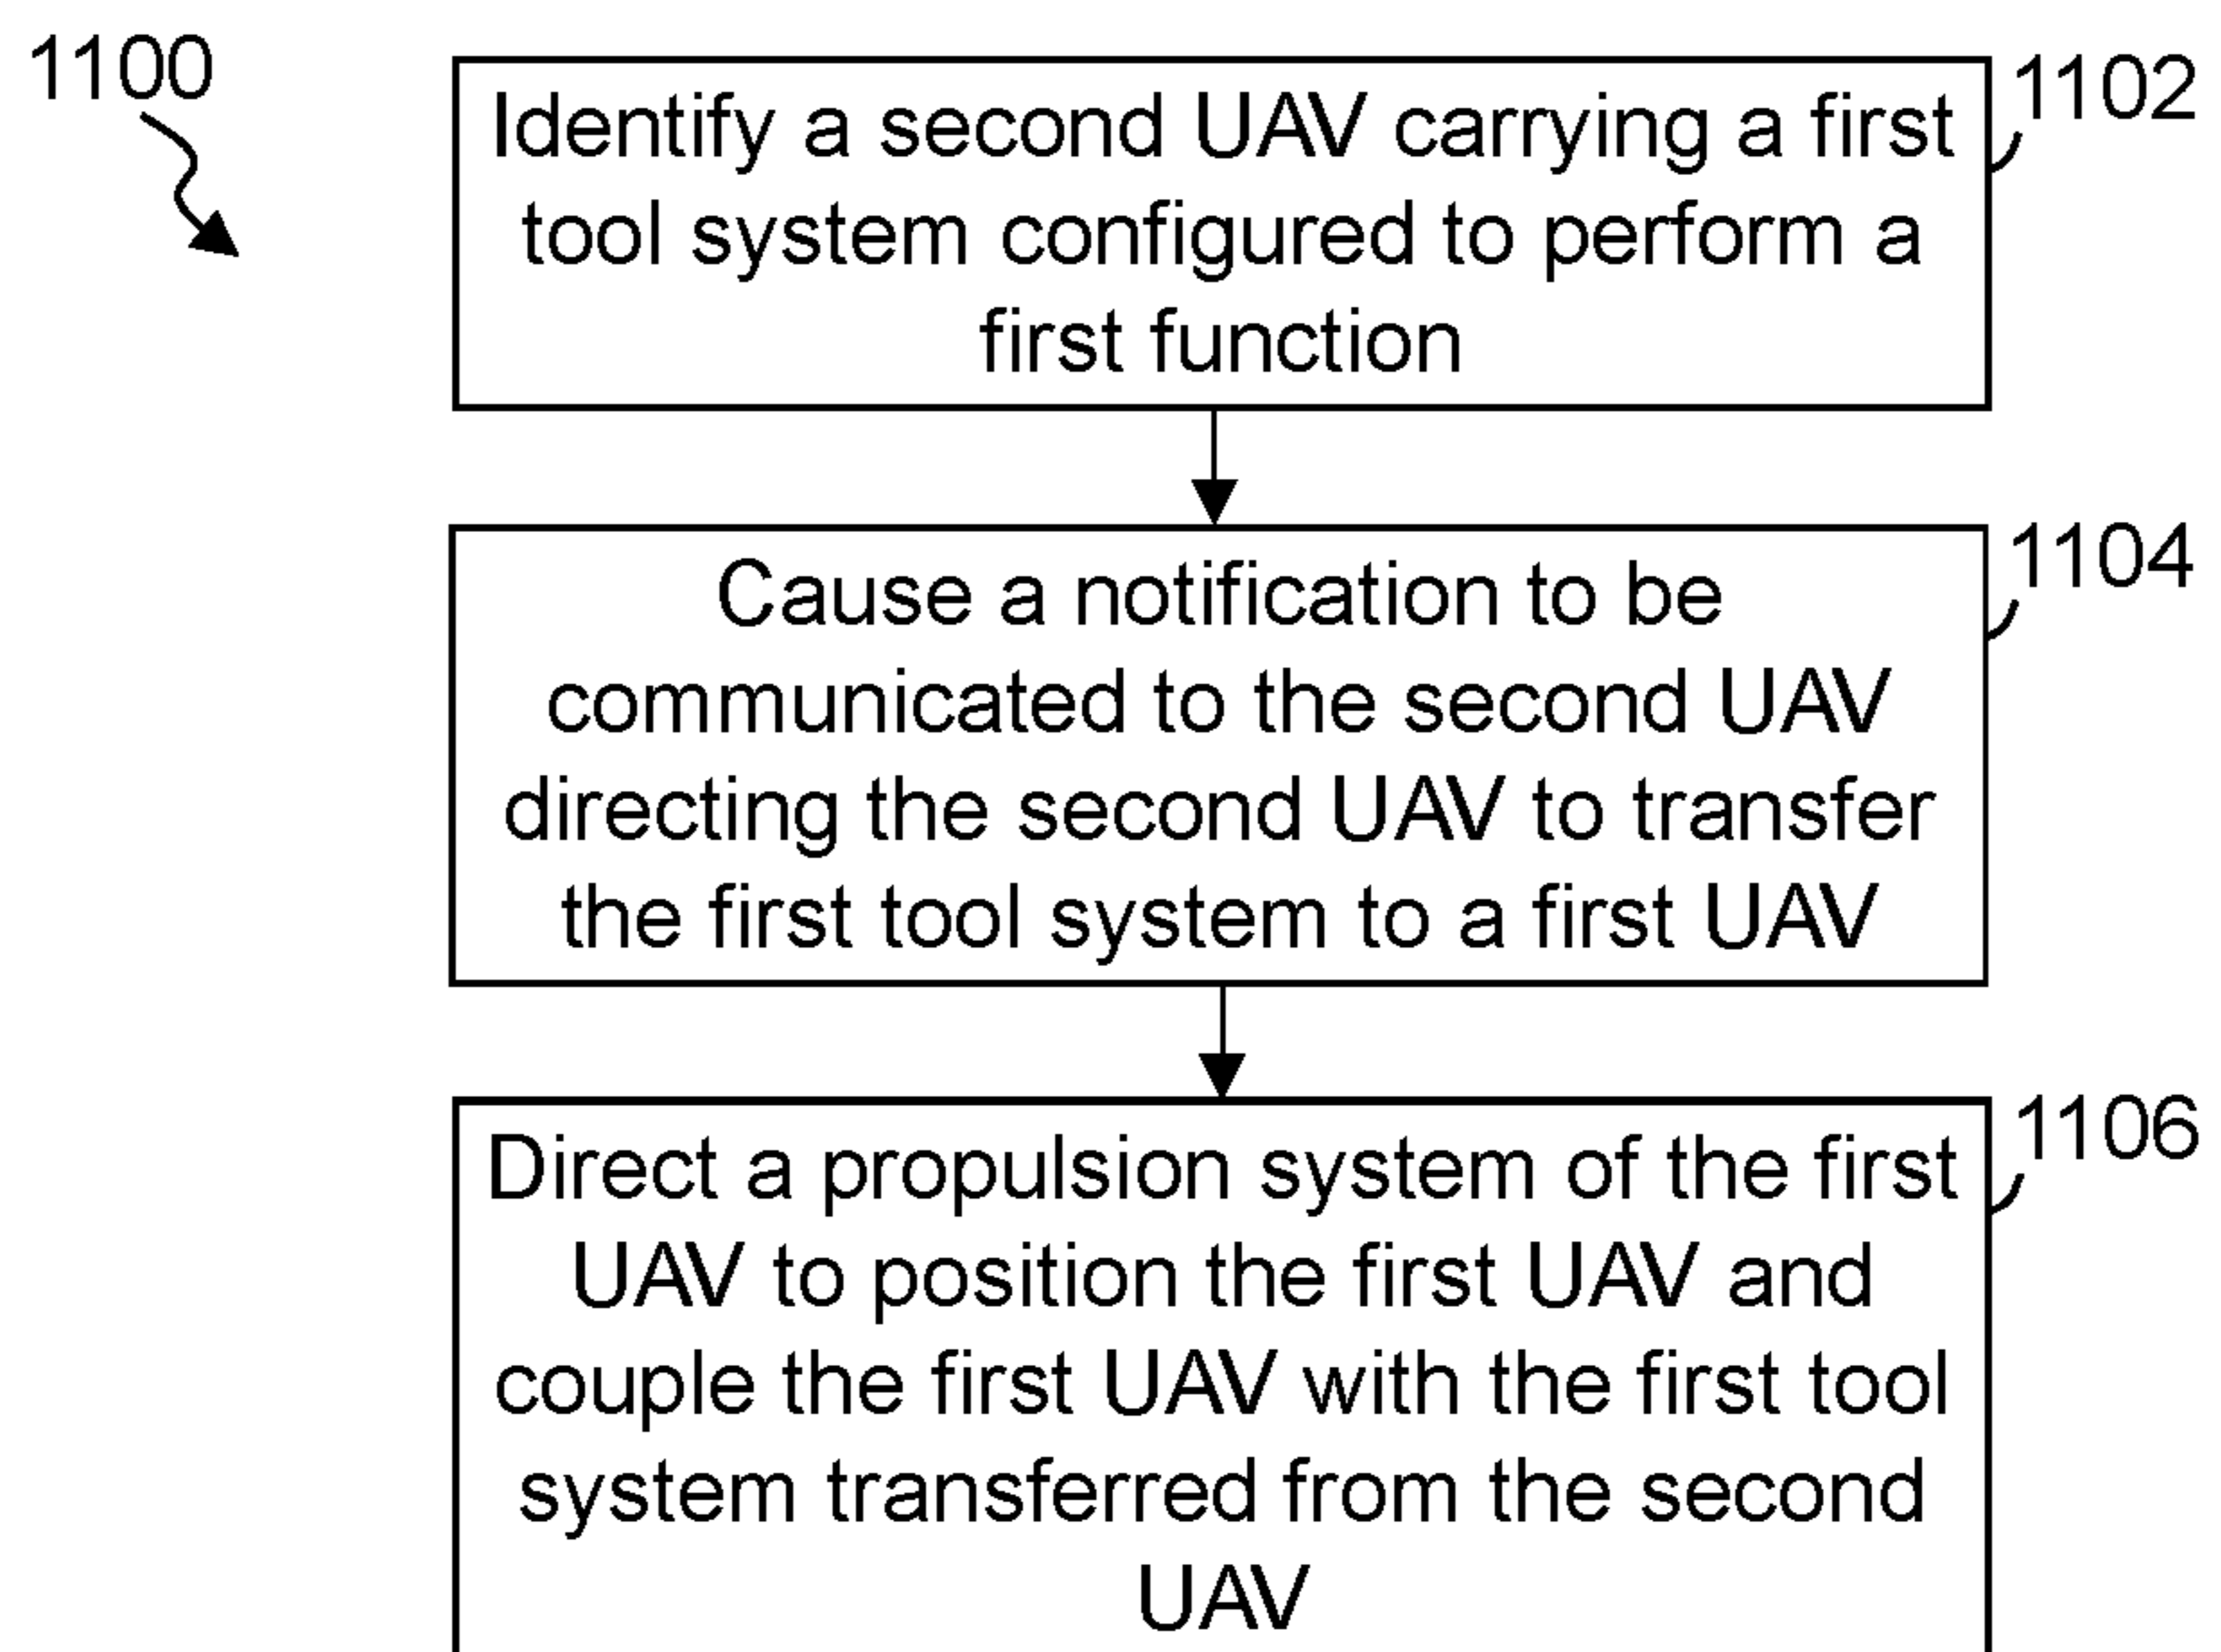 1100
1102
Identify a second UAV carrying a first
tool system configured to perform a
first function
1104
Cause a notification to be
communicated to the second UAV
directing the second UAV to transfer
the first tool system to a first UAV
1106
Direct a propulsion system of the first
UAV to position the first UAV and
couple the first UAV with the first tool
system transferred from the second
UAV